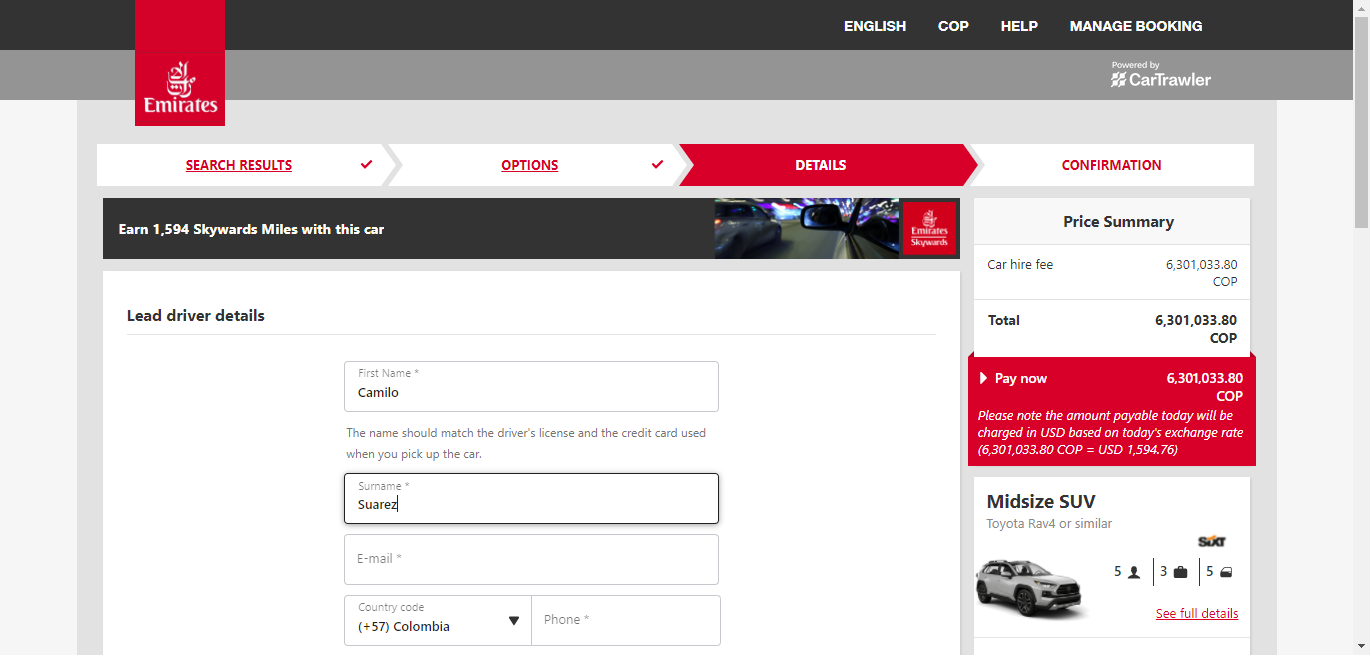 ENGLISH COP HELP MANAGE BOOKING
Powered by
CarTrawler
Emirates
SEARCH RESULTS
OPTIONS
DETAILS
CONFIRMATION
Earn 1,594 Skywards Miles with this car
Emirates
Skywards
Lead driver details
First Name *
Camilo
The name should match the driver's license and the credit card used
when you pick up the car.
Surname *
Suarez
E-mail *
Country code
(+57) Colombia
Phone *
Price Summary
Car hire fee 6,301,033.80
COP
Total 6,301,033.80
COP
Pay now 6,301,033.80
COP
Please note the amount payable today will be
charged in USD based on today's exchange rate
(6,301,033.80 COP = USD 1,594.76)
Midsize SUV
Toyota Rav4 or similar
SIXT
5 3 5
See full details